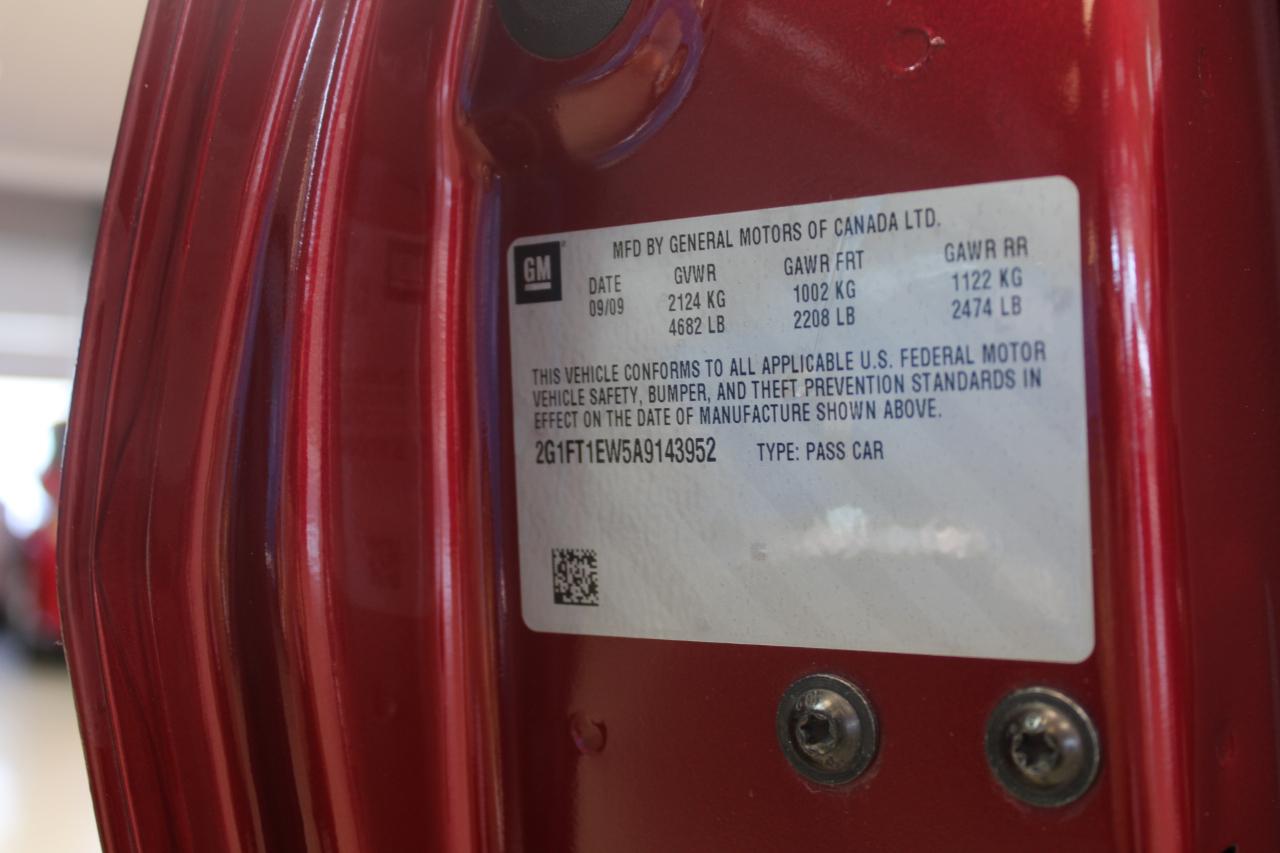 GM
MFD BY GENERAL MOTORS OF CANADA LTD.
DATE GVWR GAWR FRT GAWR RR
09/09 2124 KG 1002 KG 1122 KG
4682 LB 2208 LB 2474 LB
THIS VEHICLE CONFORMS TO ALL APPLICABLE U.S. FEDERAL MOTOR
VEHICLE SAFETY, BUMPER, AND THEFT PREVENTION STANDARDS IN
EFFECT ON THE DATE OF MANUFACTURE SHOWN ABOVE.
2G1FT1EW5A9143952 TYPE: PASS CAR